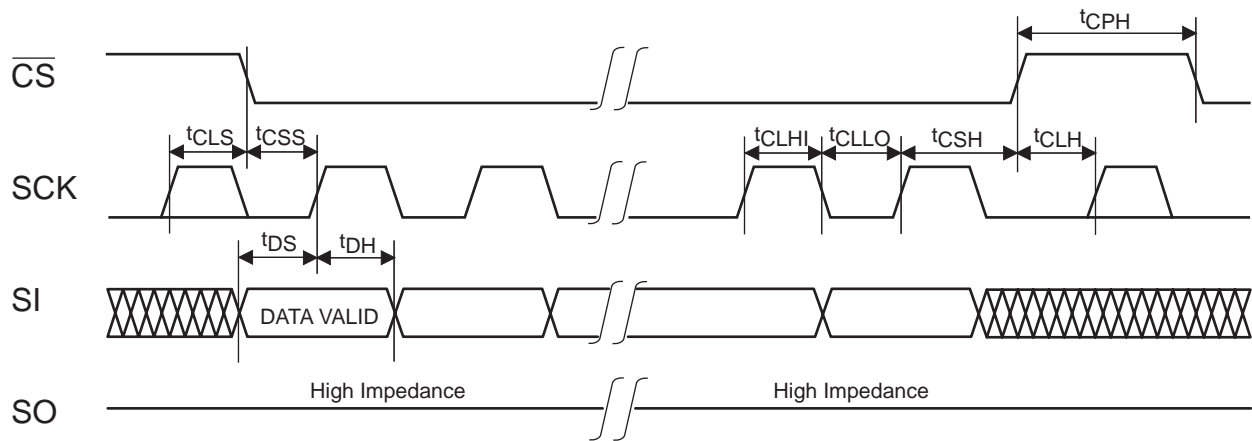 tCPH
CS
tCLS tCSS tCLHI tCLLO tCSH tCLH
SCK
tDS tDH
SI
DATA VALID
High Impedance High Impedance
SO